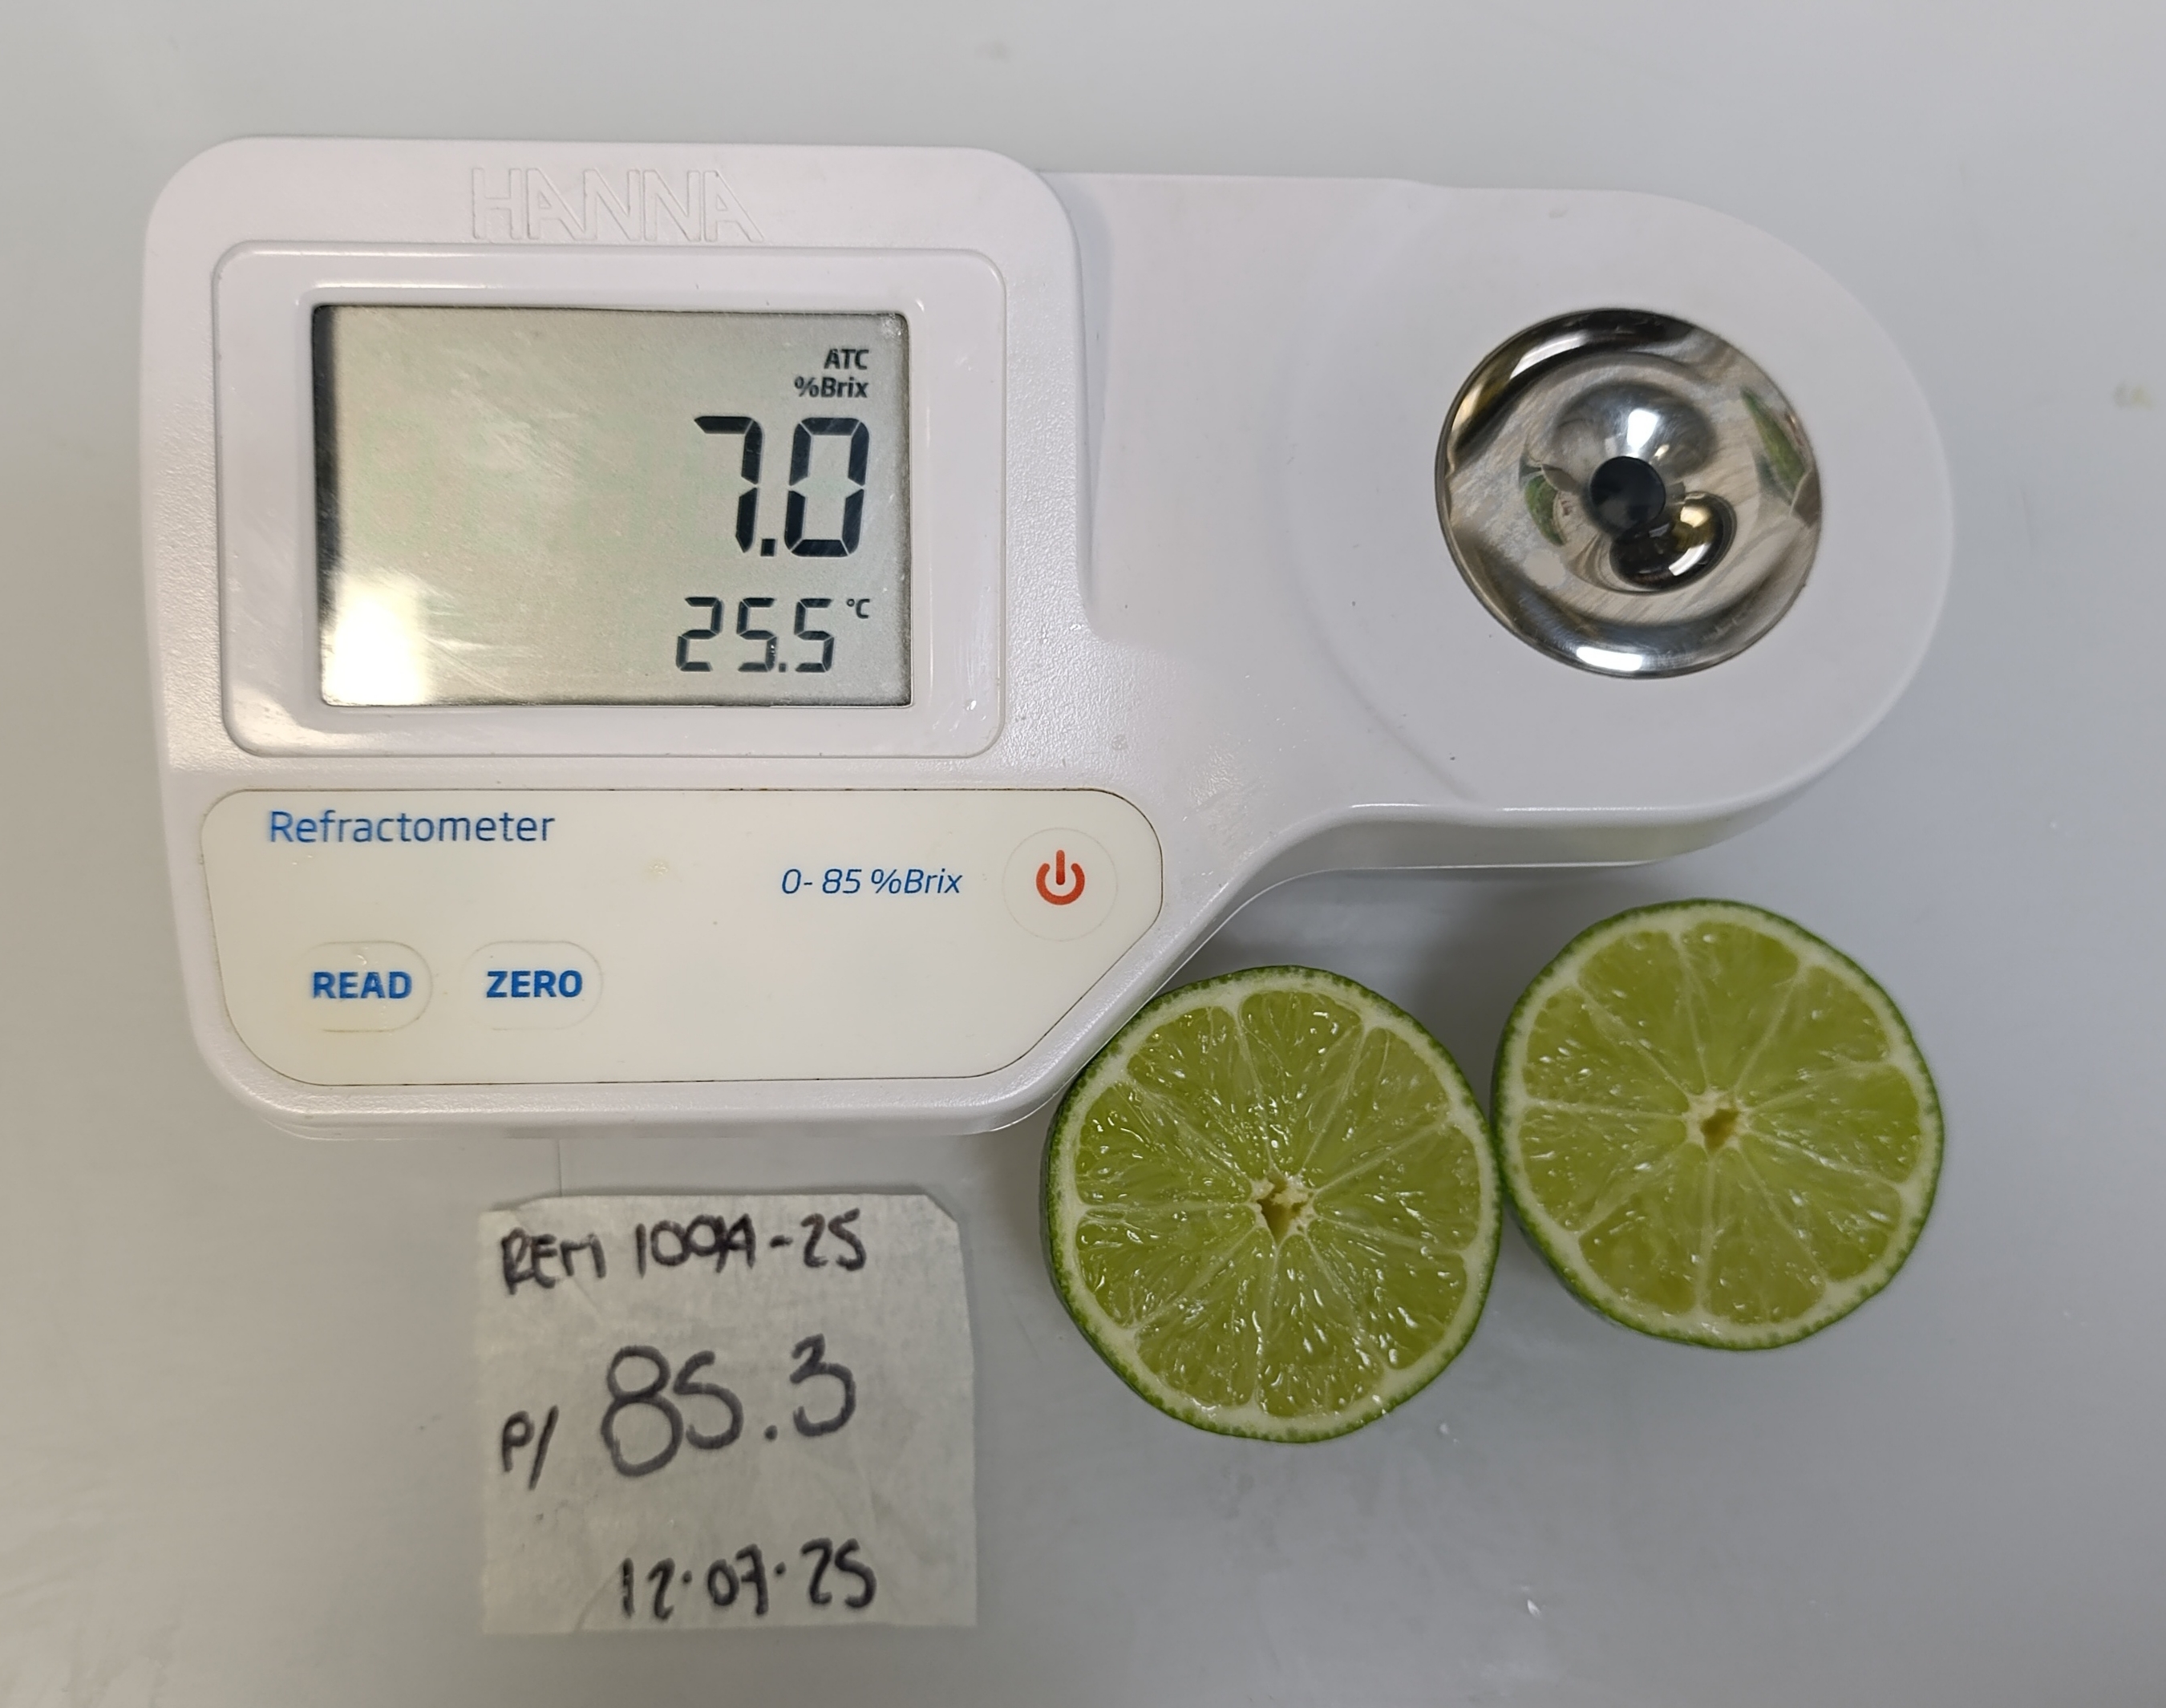 HANNA
ATC
%Brix
7.0
25.5 °C
Refractometer
0-85 %Brix
READ ZERO
REM 1009A-25
P/ 85.3
12.07.25